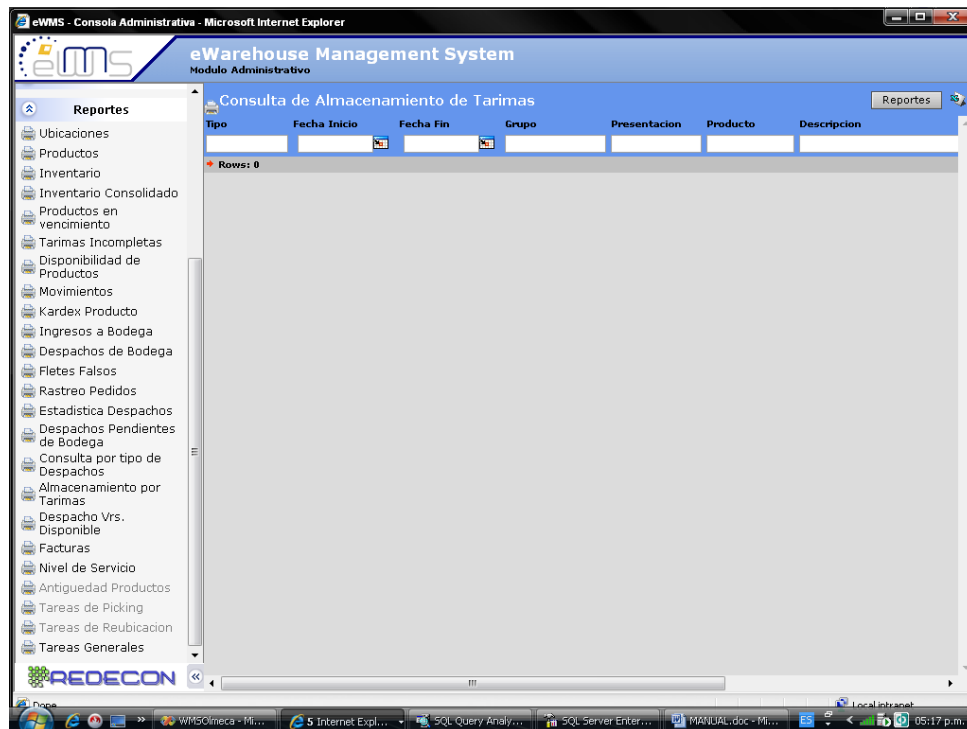 eWMS - Consola Administrativa - Microsoft Internet Explorer
eWMS
eWarehouse Management System
Modulo Administrativo
Reportes
Ubicaciones
Productos
Inventario
Inventario Consolidado
Productos en
vencimiento
Tarimas Incompletas
Disponibilidad de
Productos
Movimientos
Kardex Producto
Ingresos a Bodega
Despachos de Bodega
Fletes Falsos
Rastreo Pedidos
Estadistica Despachos
Despachos Pendientes
de Bodega
Consulta por tipo de
Despachos
Almacenamiento por
Tarimas
Despacho Vrs.
Disponible
Facturas
Nivel de Servicio
Antiguedad Productos
Tareas de Picking
Tareas de Reubicacion
Tareas Generales
REDECON
Consulta de Almacenamiento de Tarimas
Reportes
Tipo Fecha Inicio Fecha Fin Grupo Presentacion Producto Descripcion
Rows: 0
Done Local intranet
WMSOlmeca - Mi... 5 Internet Expl... SQL Query Analy... SQL Server Enter... MANUAL.doc - Mi... ES 05:17 p.m.